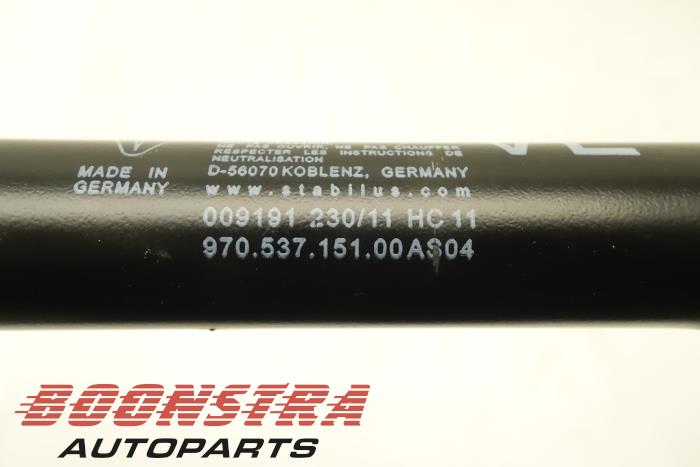 NE PAS OUVRIR, NE PAS CHAUFFER
RESPECTER LES INSTRUCTIONS DE
NEUTRALISATION
MADE IN
GERMANY
D-56070 KOBLENZ, GERMANY
www.stabilus.com
009191 230/11 HC 11
970.537.151.00AS04
BOONSTRA
AUTOPARTS